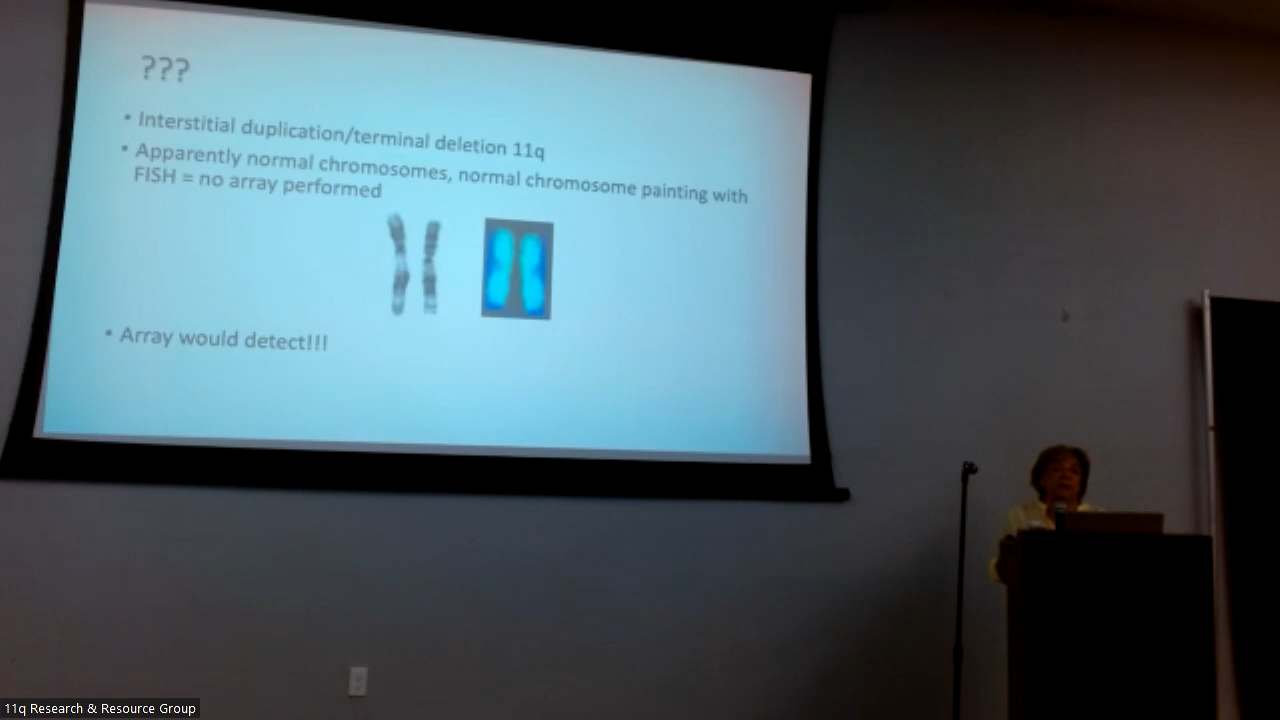 ???
• Interstitial duplication/terminal deletion 11q
• Apparently normal chromosomes, normal chromosome painting with
FISH = no array performed
• Array would detect!!!
11q Research & Resource Group